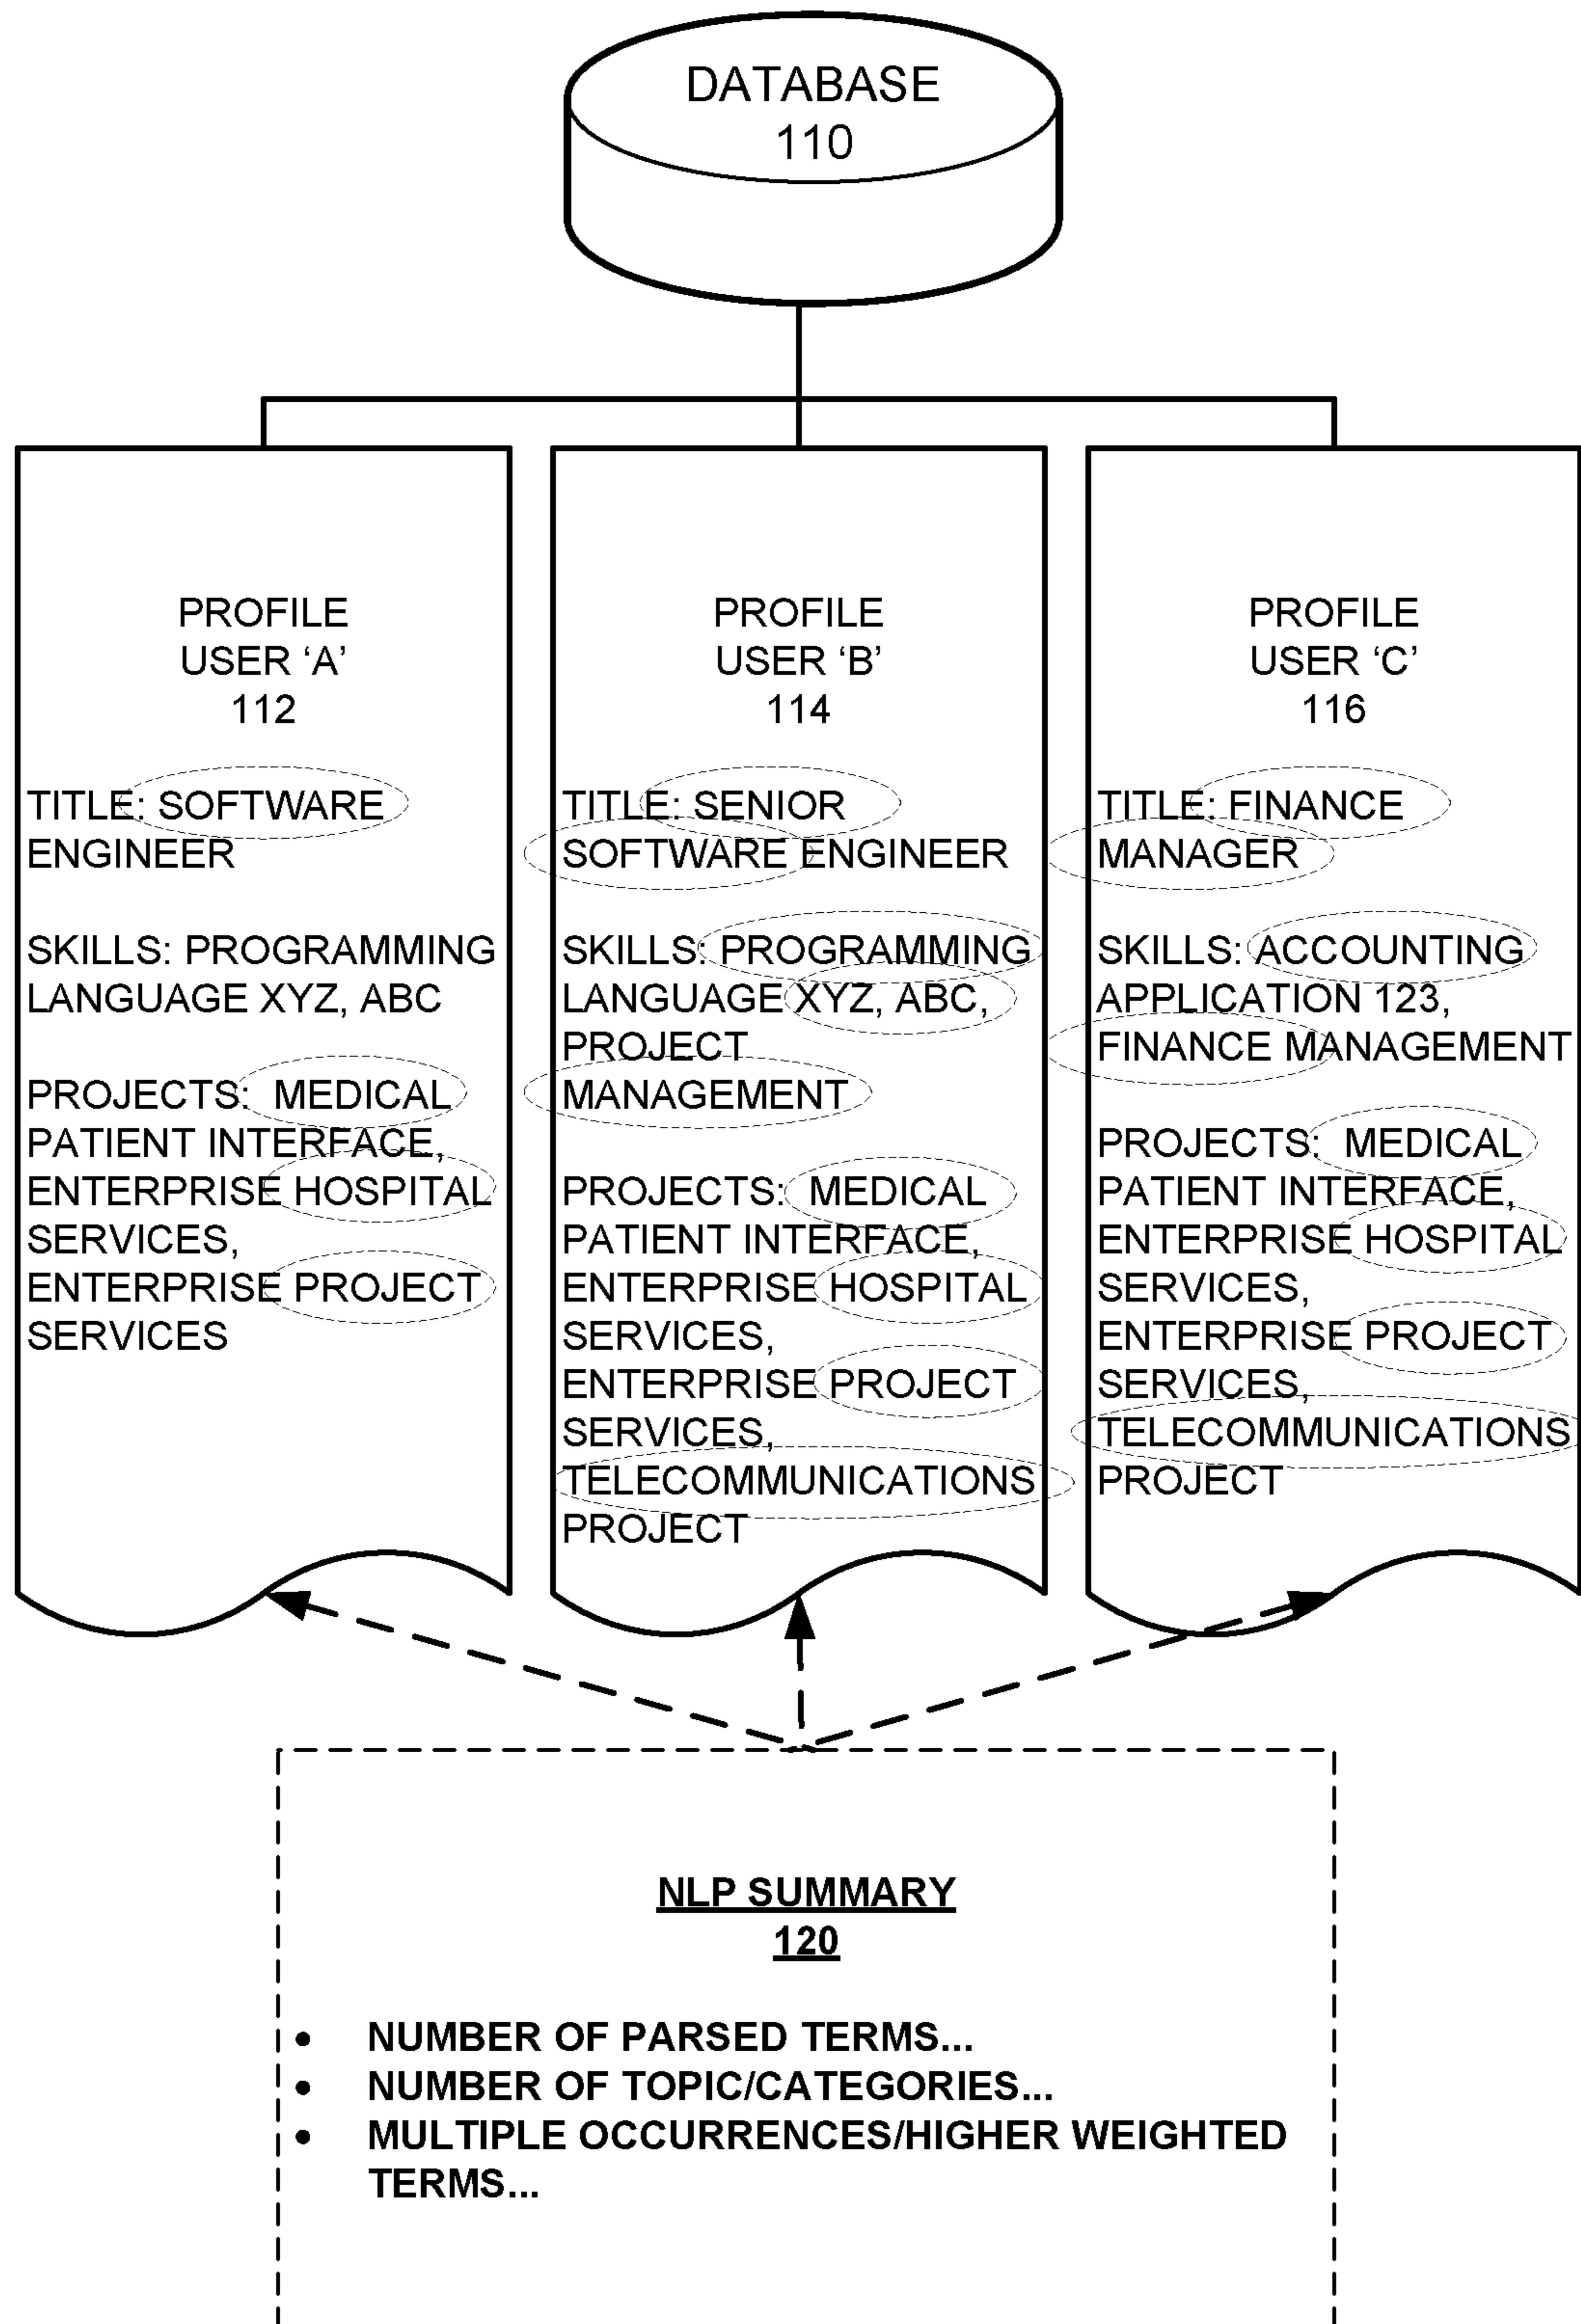 DATABASE
110
PROFILE
USER ‘A’
112
TITLE: SOFTWARE
ENGINEER
SKILLS: PROGRAMMING
LANGUAGE XYZ, ABC
PROJECTS: MEDICAL
PATIENT INTERFACE,
ENTERPRISE HOSPITAL
SERVICES,
ENTERPRISE PROJECT
SERVICES
PROFILE
USER ‘B’
114
TITLE: SENIOR
SOFTWARE ENGINEER
SKILLS: PROGRAMMING
LANGUAGE XYZ, ABC,
PROJECT
MANAGEMENT
PROJECTS: MEDICAL
PATIENT INTERFACE,
ENTERPRISE HOSPITAL
SERVICES,
ENTERPRISE PROJECT
SERVICES,
TELECOMMUNICATIONS
PROJECT
PROFILE
USER ‘C’
116
TITLE: FINANCE
MANAGER
SKILLS: ACCOUNTING
APPLICATION 123,
FINANCE MANAGEMENT
PROJECTS: MEDICAL
PATIENT INTERFACE,
ENTERPRISE HOSPITAL
SERVICES,
ENTERPRISE PROJECT
SERVICES,
TELECOMMUNICATIONS
PROJECT
NLP SUMMARY
120
• NUMBER OF PARSED TERMS...
• NUMBER OF TOPIC/CATEGORIES...
• MULTIPLE OCCURRENCES/HIGHER WEIGHTED
TERMS...